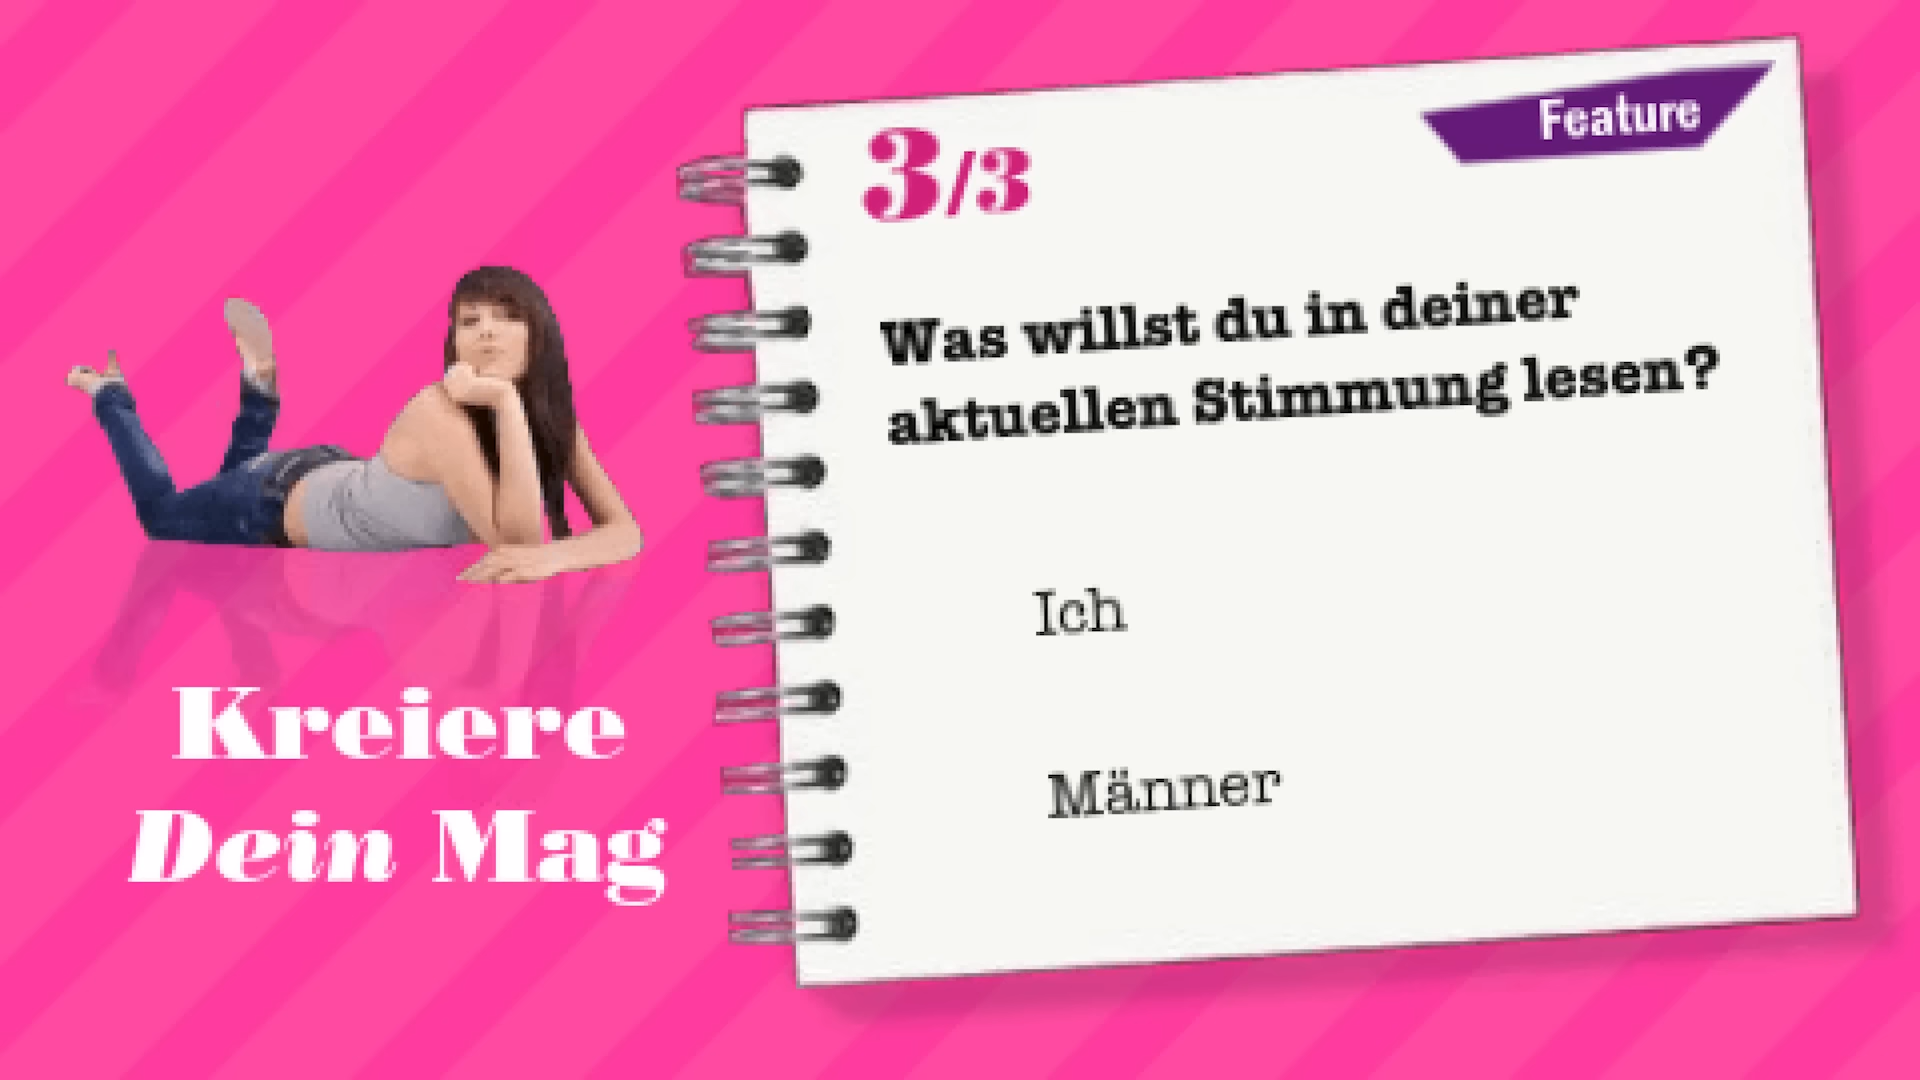 Feature
3/3
Was willst du in deiner
aktuellen Stimmung lesen?
Ich
Männer
Kreiere
Dein Mag